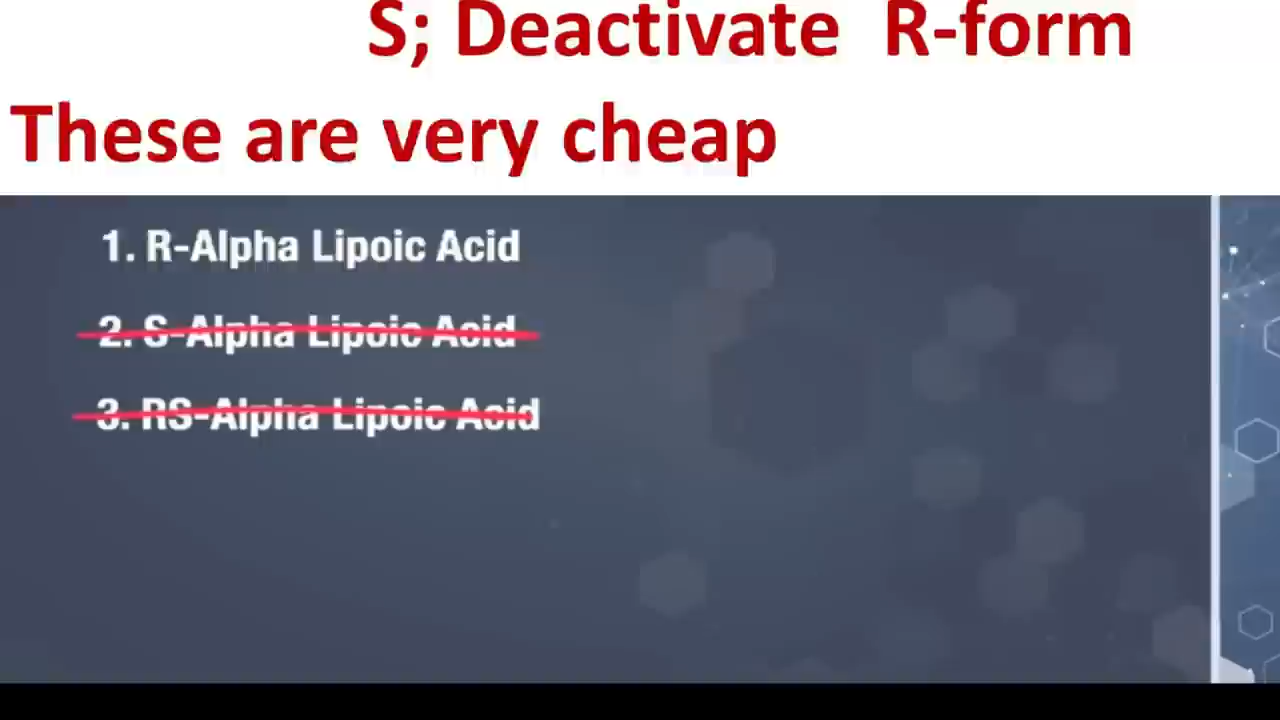 S; Deactivate R-form
These are very cheap
1. R-Alpha Lipoic Acid
2. S-Alpha Lipoic Acid
3. RS-Alpha Lipoic Acid